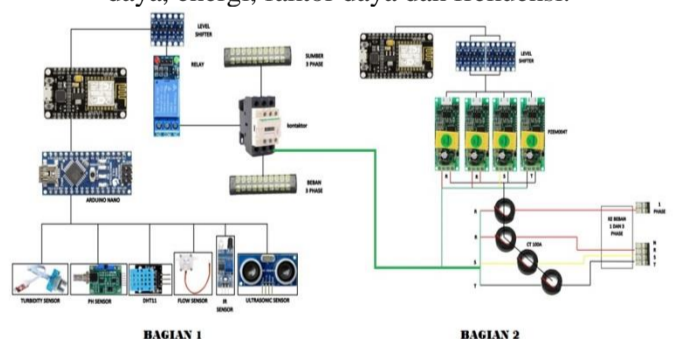 daya, energi, faktor daya dan frekuensi.
LEVEL
SHIFTER
RELAY
SUMBER
3 PHASE
kontaktor
BEBAN
3 PHASE
ARDUINO NANO
TURBIDITY SENSOR
PH SENSOR
DHT11
FLOW SENSOR
IR
SENSOR
ULTRASONIC SENSOR
BAGIAN 1
LEVEL
SHIFTER
PZEM004T
R
R
S
T
R
R
S
T
CT 100A
KE BEBAN
1 DAN 3
PHASE
1
PHASE
N
R
S
T
BAGIAN 2